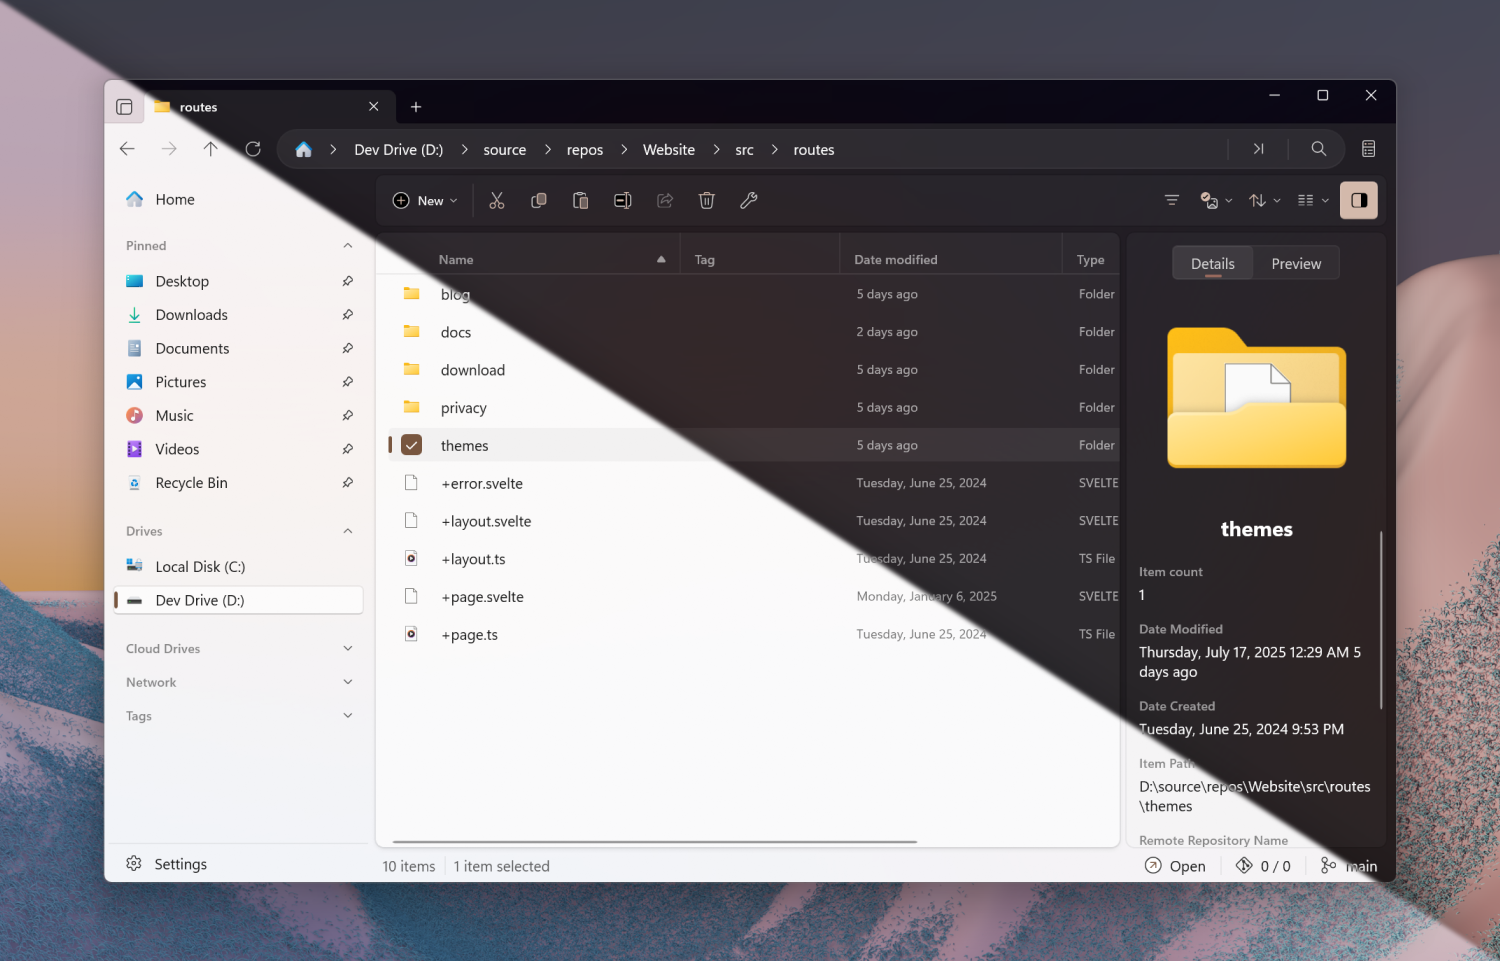 routes
Dev Drive (D:) source repos Website src routes
Home
Pinned
Desktop
Downloads
Documents
Pictures
Music
Videos
Recycle Bin
Drives
Local Disk (C:)
Dev Drive (D:)
Cloud Drives
Network
Tags
Settings
New
Name Tag Date modified Type
blog 5 days ago Folder
docs 2 days ago Folder
download 5 days ago Folder
privacy 5 days ago Folder
themes 5 days ago Folder
+error.svelte Tuesday, June 25, 2024 SVELTE
+layout.svelte Tuesday, June 25, 2024 SVELTE
+layout.ts Tuesday, June 25, 2024 TS File
+page.svelte Monday, January 6, 2025 SVELTE
+page.ts Tuesday, June 25, 2024 TS File
Details Preview
themes
Item count
1
Date Modified
Thursday, July 17, 2025 12:29 AM 5
days ago
Date Created
Tuesday, June 25, 2024 9:53 PM
Item Path
D:\source\repos\Website\src\routes
\themes
Remote Repository Name
10 items 1 item selected
Open 0 / 0 main